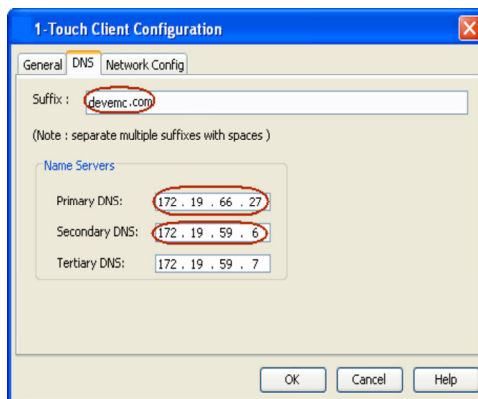 1-Touch Client Configuration
General DNS Network Config
Suffix : devemc.com
(Note : separate multiple suffixes with spaces )
Name Servers
Primary DNS: 172 . 19 . 66 . 27
Secondary DNS: 172 . 19 . 59 . 6
Tertiary DNS: 172 . 19 . 59 . 7
OK Cancel Help